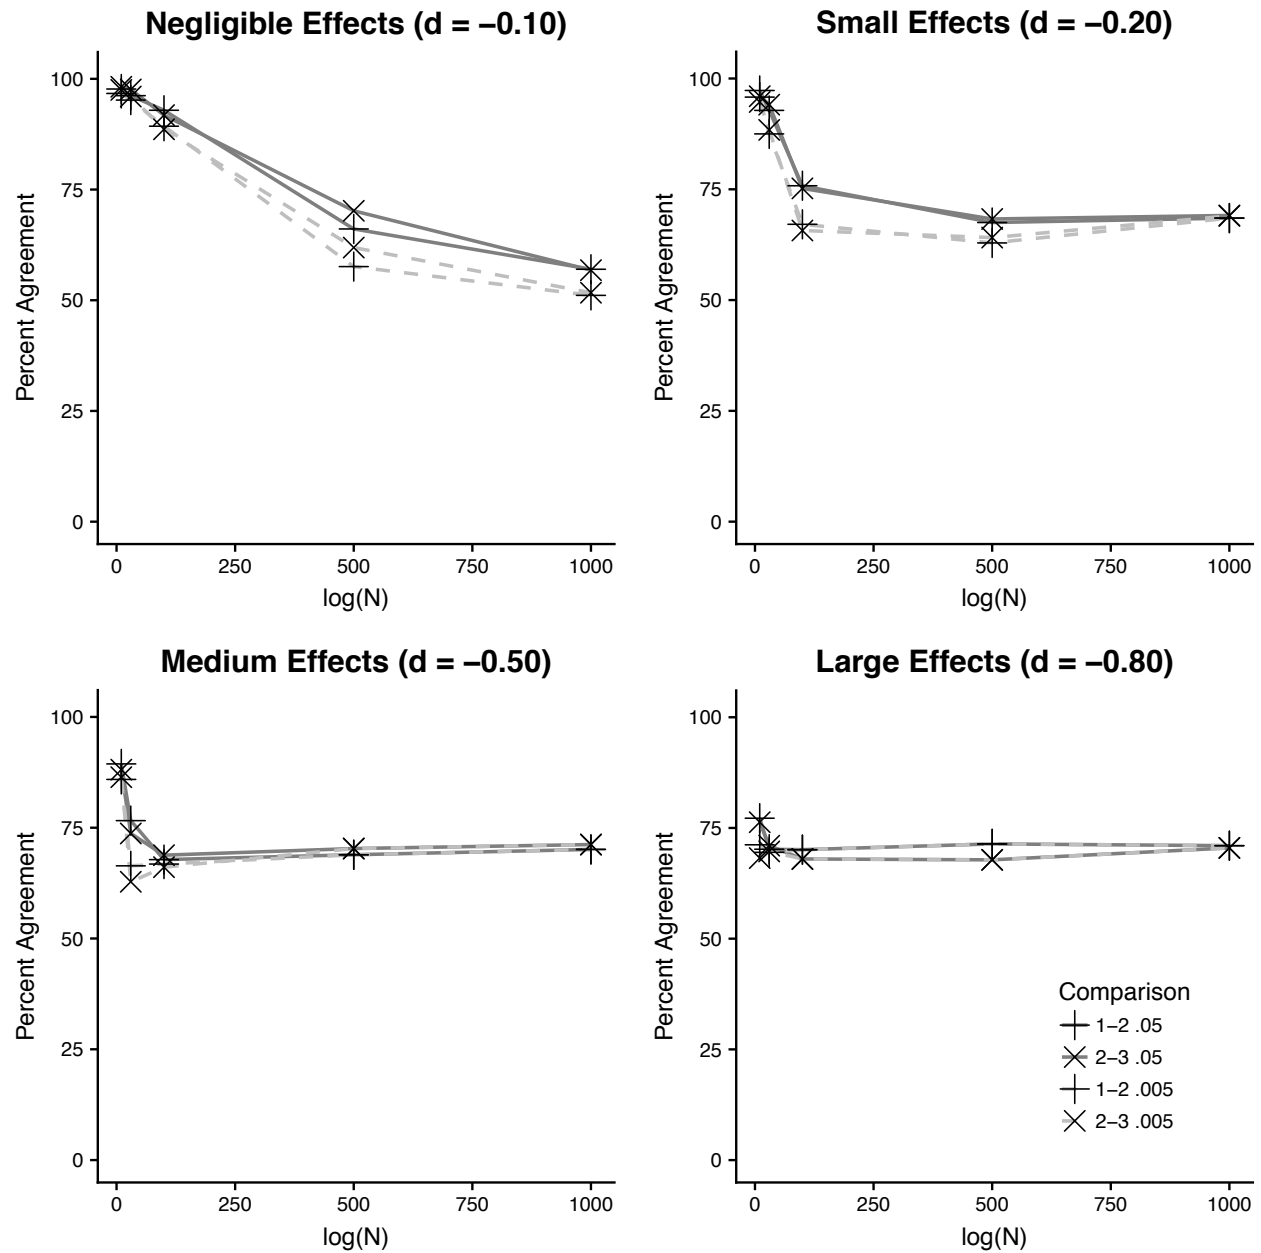 Negligible Effects (d = −0.10)
100
75
50
25
0
Percent Agreement
0 250 500 750 1000
log(N)
Small Effects (d = −0.20)
100
75
50
25
0
Percent Agreement
0 250 500 750 1000
log(N)
Medium Effects (d = −0.50)
100
75
50
25
0
Percent Agreement
0 250 500 750 1000
log(N)
Large Effects (d = −0.80)
100
75
50
25
0
Percent Agreement
Comparison
1−2 .05
2−3 .05
1−2 .005
2−3 .005
0 250 500 750 1000
log(N)